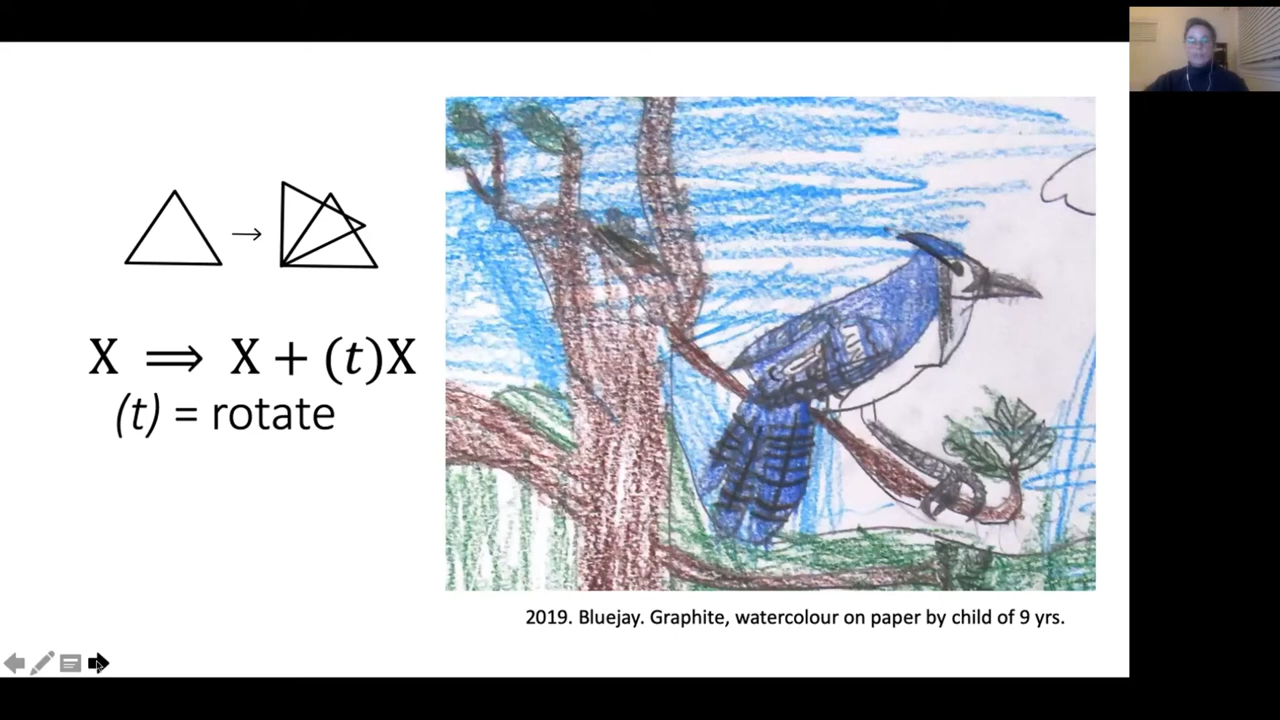 X ⟹ X + (t)X
(t) = rotate
2019. Bluejay. Graphite, watercolour on paper by child of 9 yrs.